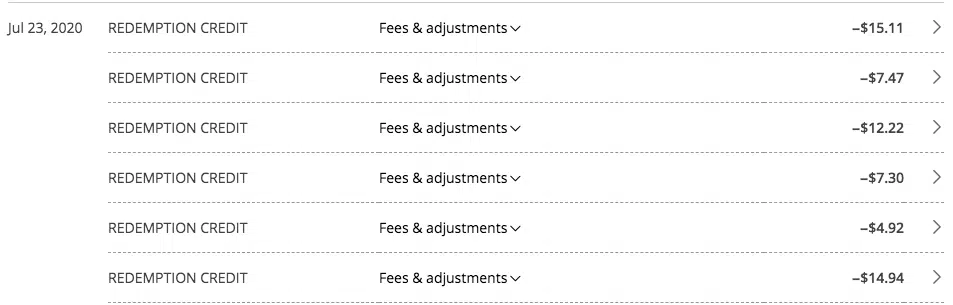 Jul 23, 2020 REDEMPTION CREDIT Fees & adjustments –$15.11
REDEMPTION CREDIT Fees & adjustments –$7.47
REDEMPTION CREDIT Fees & adjustments –$12.22
REDEMPTION CREDIT Fees & adjustments –$7.30
REDEMPTION CREDIT Fees & adjustments –$4.92
REDEMPTION CREDIT Fees & adjustments –$14.94